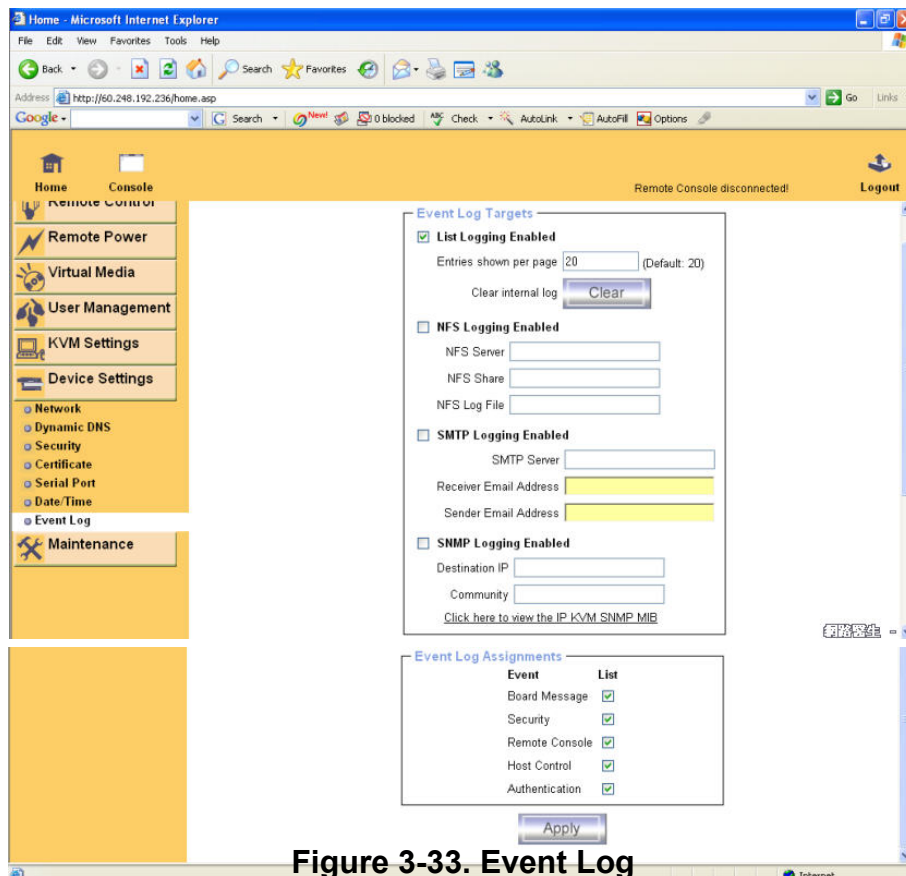 Home - Microsoft Internet Explorer
File Edit View Favorites Tools Help
Back Search Favorites
Address http://60.248.192.236/home.asp Go Links
Google Search New! 0 blocked ABC Check AutoLink AutoFill Options
Home Console Remote Console disconnected! Logout
Remote Control
Remote Power
Virtual Media
User Management
KVM Settings
Device Settings
Network
Dynamic DNS
Security
Certificate
Serial Port
Date/Time
Event Log
Maintenance
Event Log Targets
List Logging Enabled
Entries shown per page 20 (Default: 20)
Clear internal log Clear
NFS Logging Enabled
NFS Server
NFS Share
NFS Log File
SMTP Logging Enabled
SMTP Server
Receiver Email Address
Sender Email Address
SNMP Logging Enabled
Destination IP
Community
Click here to view the IP KVM SNMP MIB
Event Log Assignments
Event List
Board Message
Security
Remote Console
Host Control
Authentication
Apply
Figure 3-33. Event Log
Internet